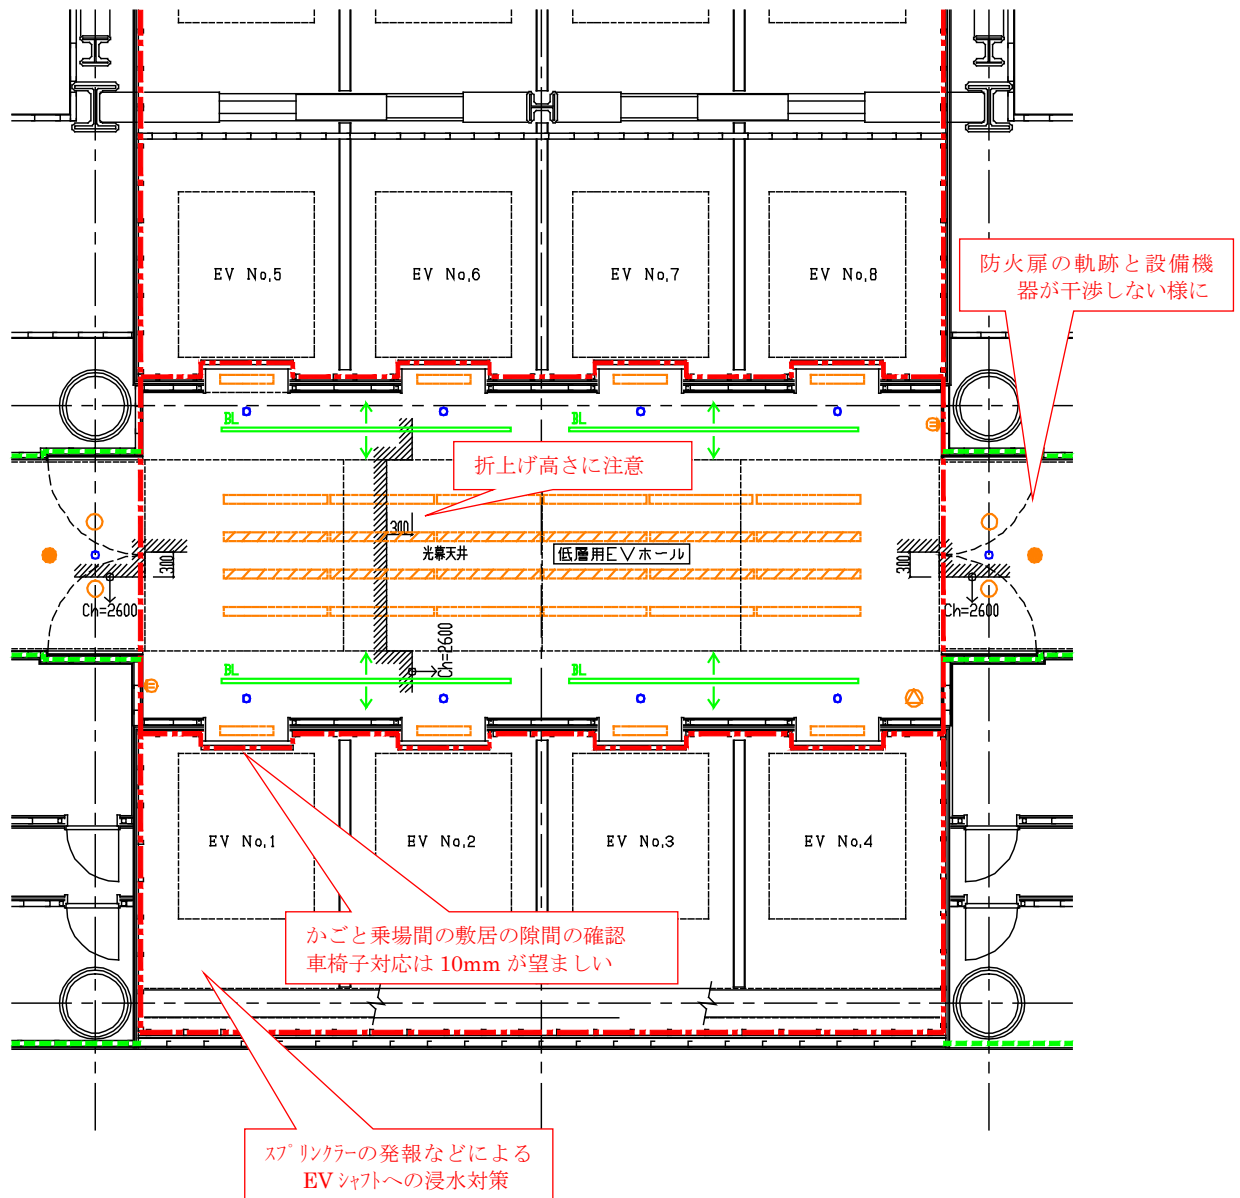 EV No.5
EV No.6
EV No.7
EV No.8
防火扉の軌跡と設備機
器が干渉しない様に
BL
BL
折上げ高さに注意
300
光幕天井
低層用EVホール
300
300
Ch=2600
Ch=2600
Ch=2600
BL
BL
EV No.1
EV No.2
EV No.3
EV No.4
かごと乗場間の敷居の隙間の確認
車椅子対応は 10mm が望ましい
ｽﾌﾟﾘﾝｸﾗｰの発報などによる
EVｼｬﾌﾄへの浸水対策